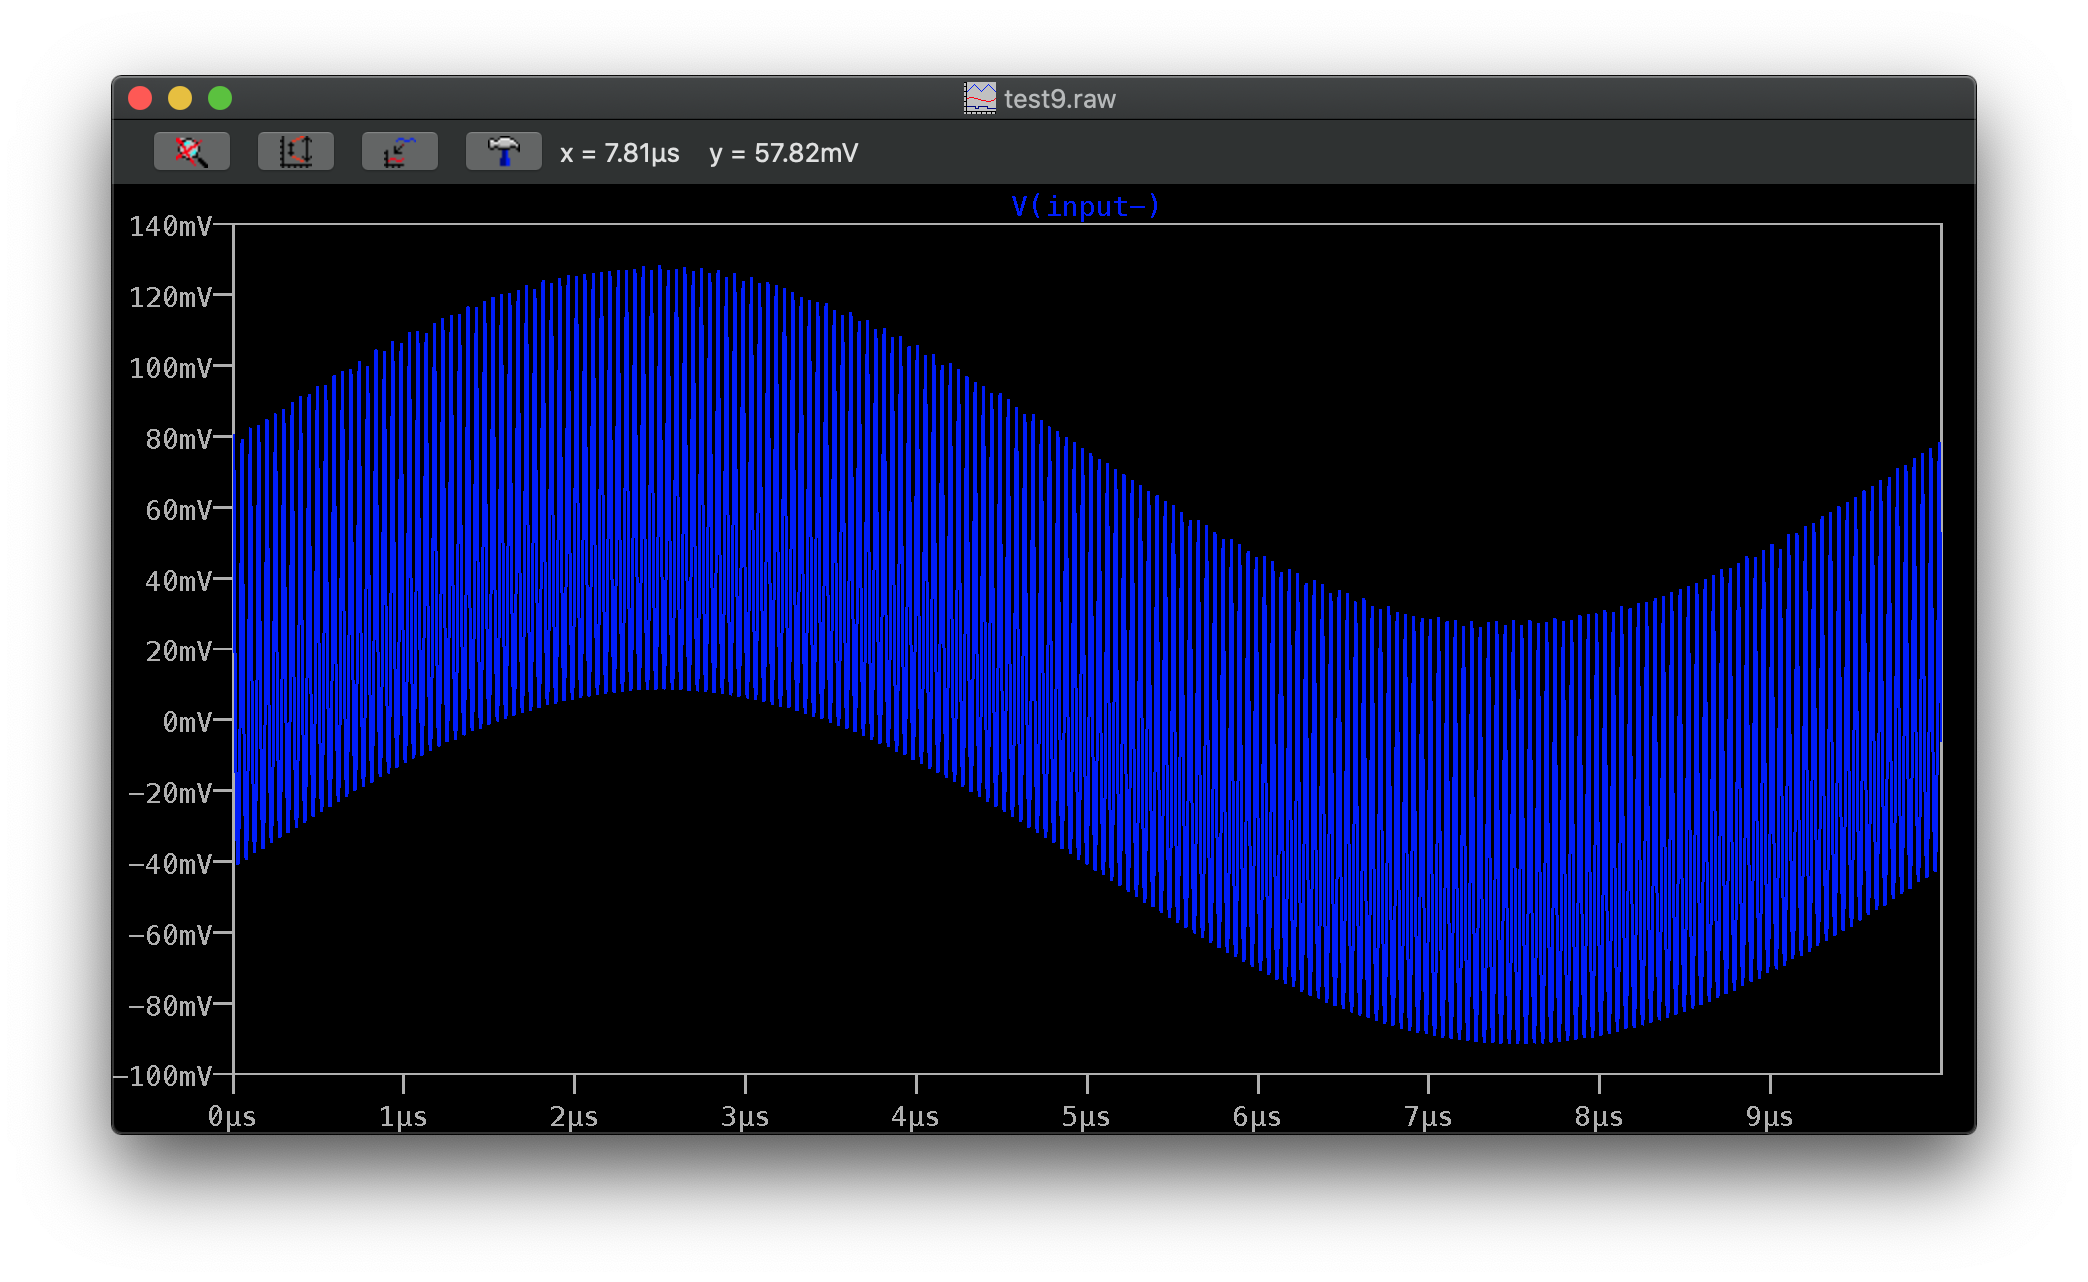 test9.raw
x = 7.81µs y = 57.82mV
V(input−)
140mV
120mV
100mV
80mV
60mV
40mV
20mV
0mV
−20mV
−40mV
−60mV
−80mV
−100mV
0µs 1µs 2µs 3µs 4µs 5µs 6µs 7µs 8µs 9µs